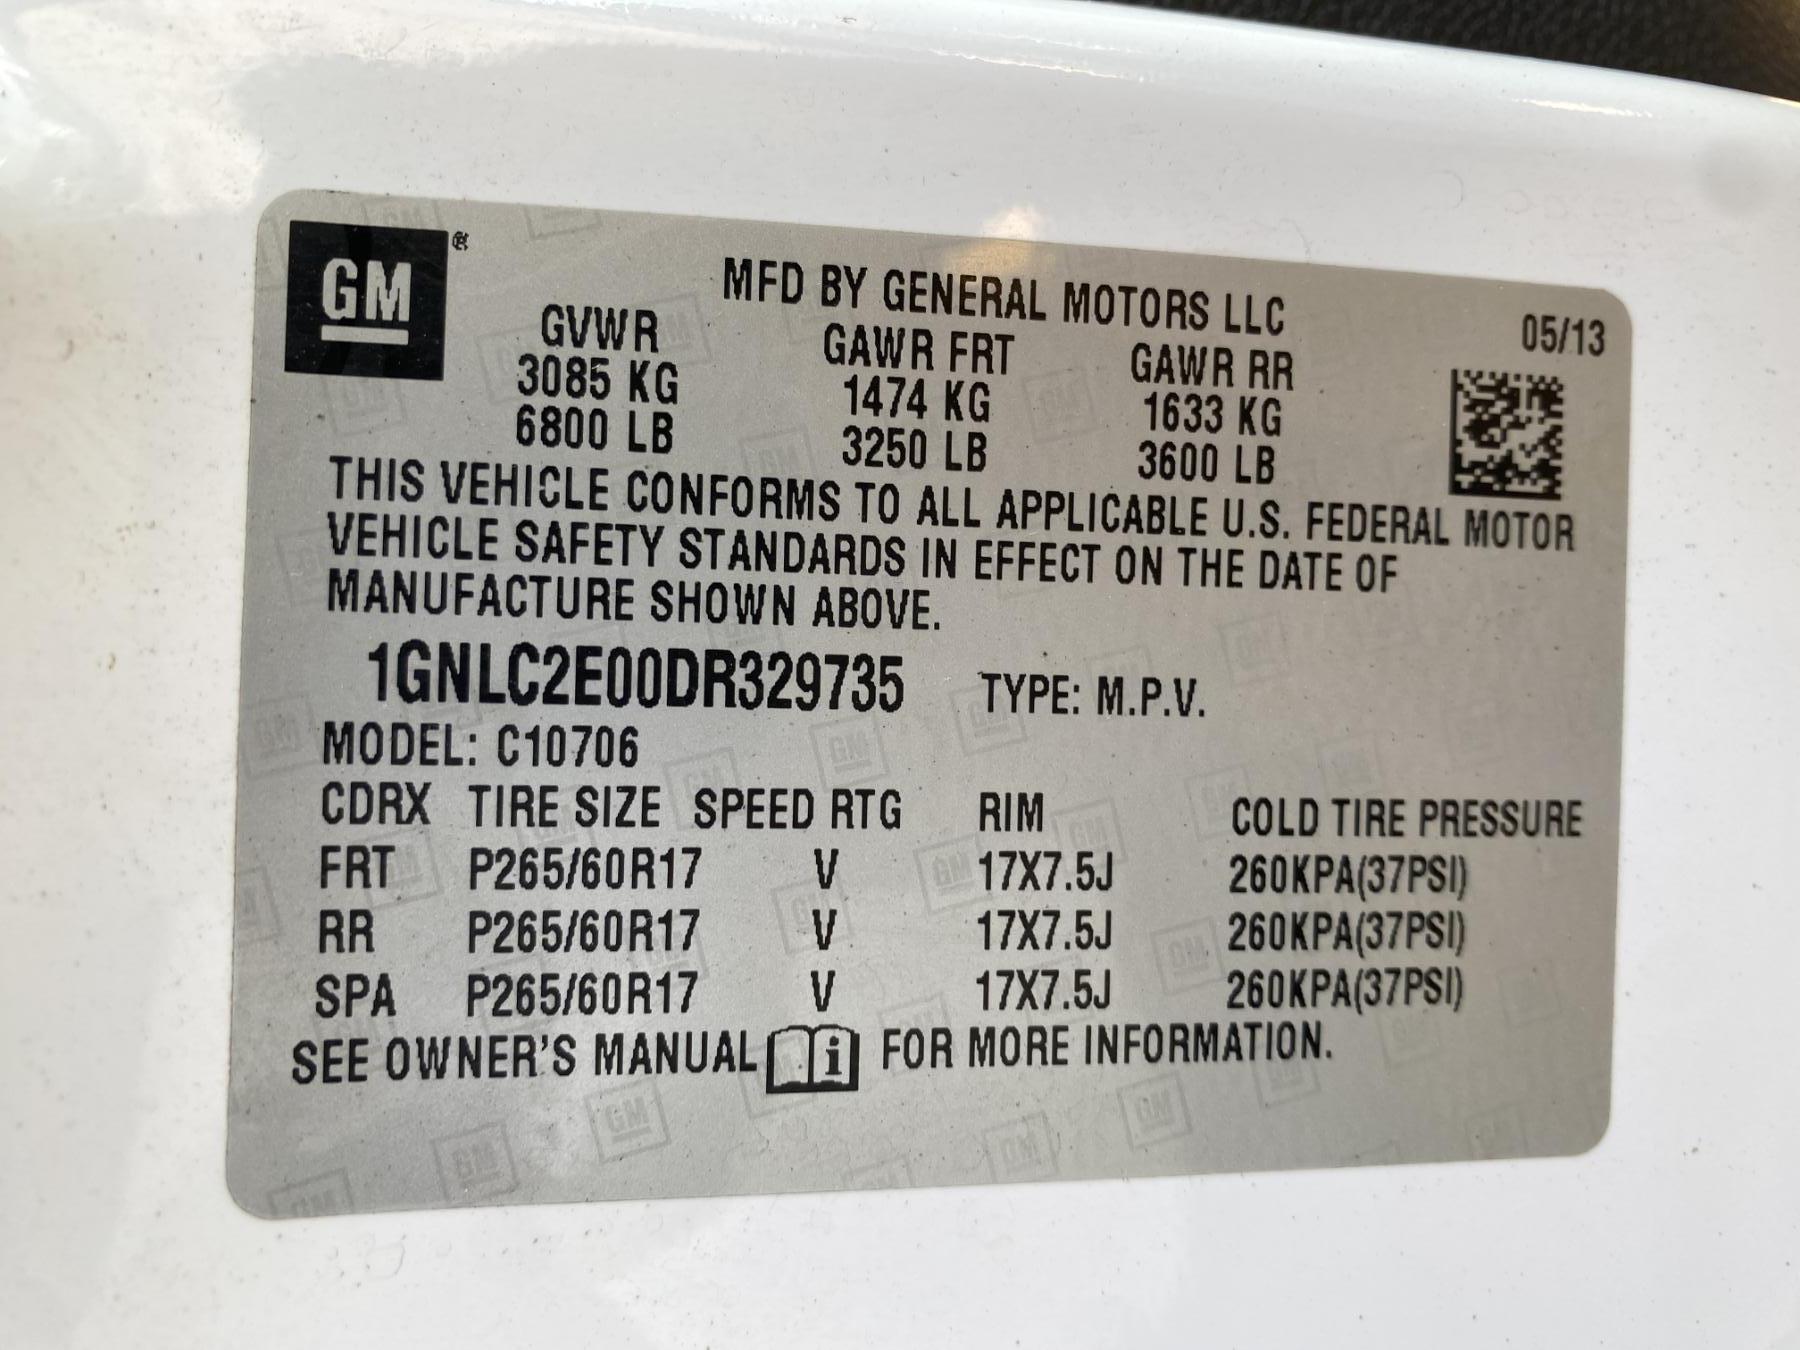 GM®
MFD BY GENERAL MOTORS LLC
05/13
GVWR GAWR FRT GAWR RR
3085 KG 1474 KG 1633 KG
6800 LB 3250 LB 3600 LB
THIS VEHICLE CONFORMS TO ALL APPLICABLE U.S. FEDERAL MOTOR
VEHICLE SAFETY STANDARDS IN EFFECT ON THE DATE OF
MANUFACTURE SHOWN ABOVE.
1GNLC2E00DR329735 TYPE: M.P.V.
MODEL: C10706
CDRX TIRE SIZE SPEED RTG RIM COLD TIRE PRESSURE
FRT P265/60R17 V 17X7.5J 260KPA(37PSI)
RR P265/60R17 V 17X7.5J 260KPA(37PSI)
SPA P265/60R17 V 17X7.5J 260KPA(37PSI)
SEE OWNER'S MANUAL i FOR MORE INFORMATION.